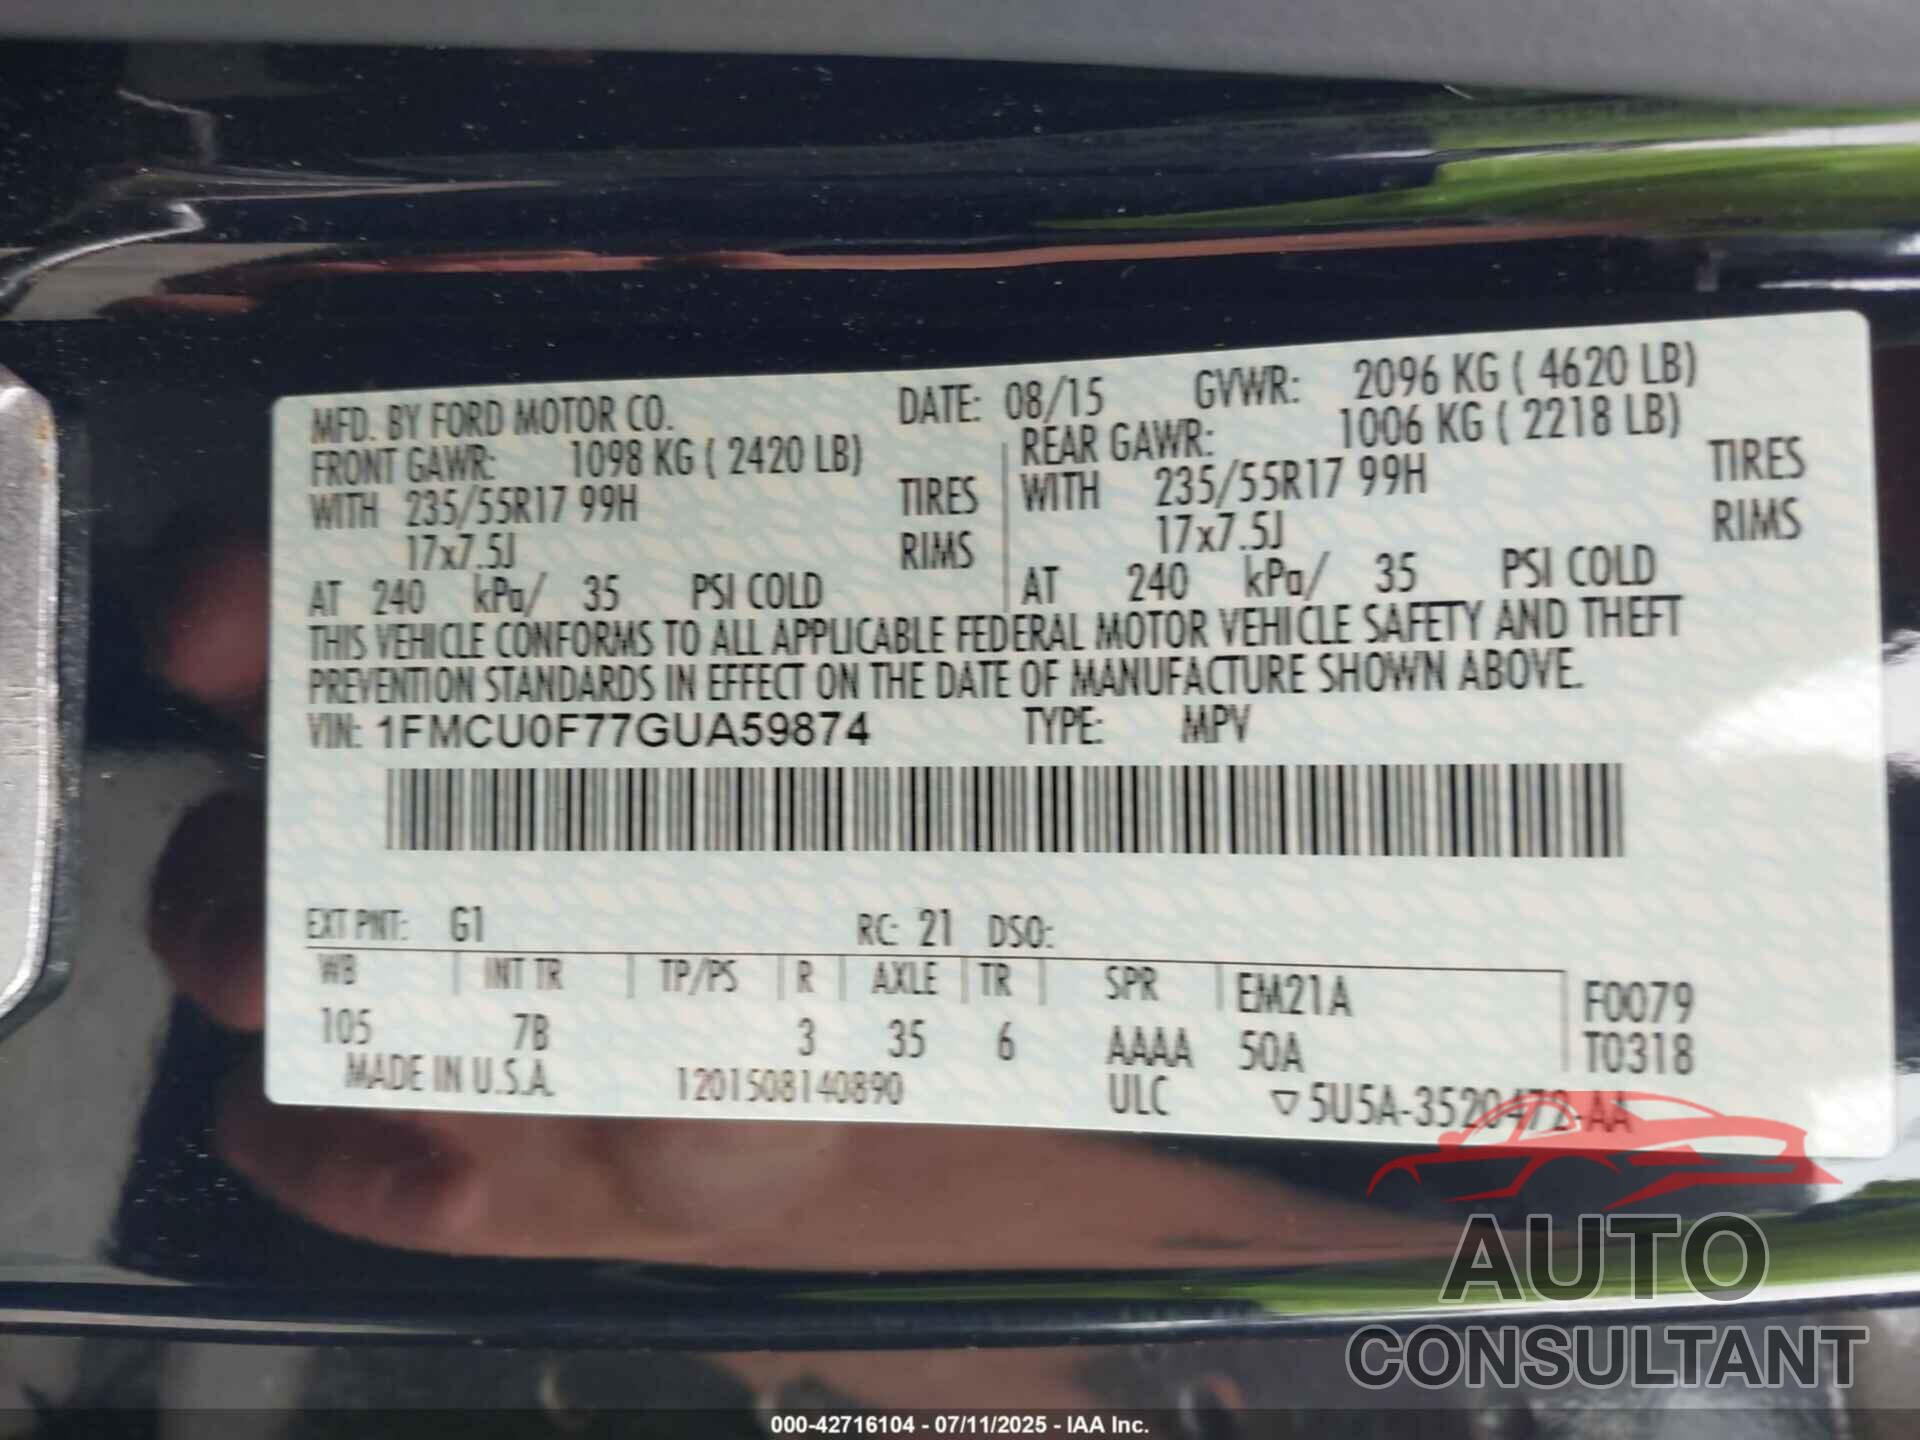 MFD. BY FORD MOTOR CO. DATE: 08/15 GVWR: 2096 KG ( 4620 LB)
FRONT GAWR: 1098 KG ( 2420 LB) REAR GAWR: 1006 KG ( 2218 LB)
WITH 235/55R17 99H TIRES WITH 235/55R17 99H TIRES
17x7.5J RIMS 17x7.5J RIMS
AT 240 kPa/ 35 PSI COLD AT 240 kPa/ 35 PSI COLD
THIS VEHICLE CONFORMS TO ALL APPLICABLE FEDERAL MOTOR VEHICLE SAFETY AND THEFT
PREVENTION STANDARDS IN EFFECT ON THE DATE OF MANUFACTURE SHOWN ABOVE.
VIN: 1FMCU0F77GUA59874 TYPE: MPV
EXT PNT: G1 RC: 21 DSO:
WB INT TR TP/PS R AXLE TR SPR EM21A F0079
105 7B 3 35 6 AAAA 50A T0318
MADE IN U.S.A. 1201508140890 ULC ▽5U5A-3520472-AA
AUTO
CONSULTANT
000-42716104 - 07/11/2025 - IAA Inc.